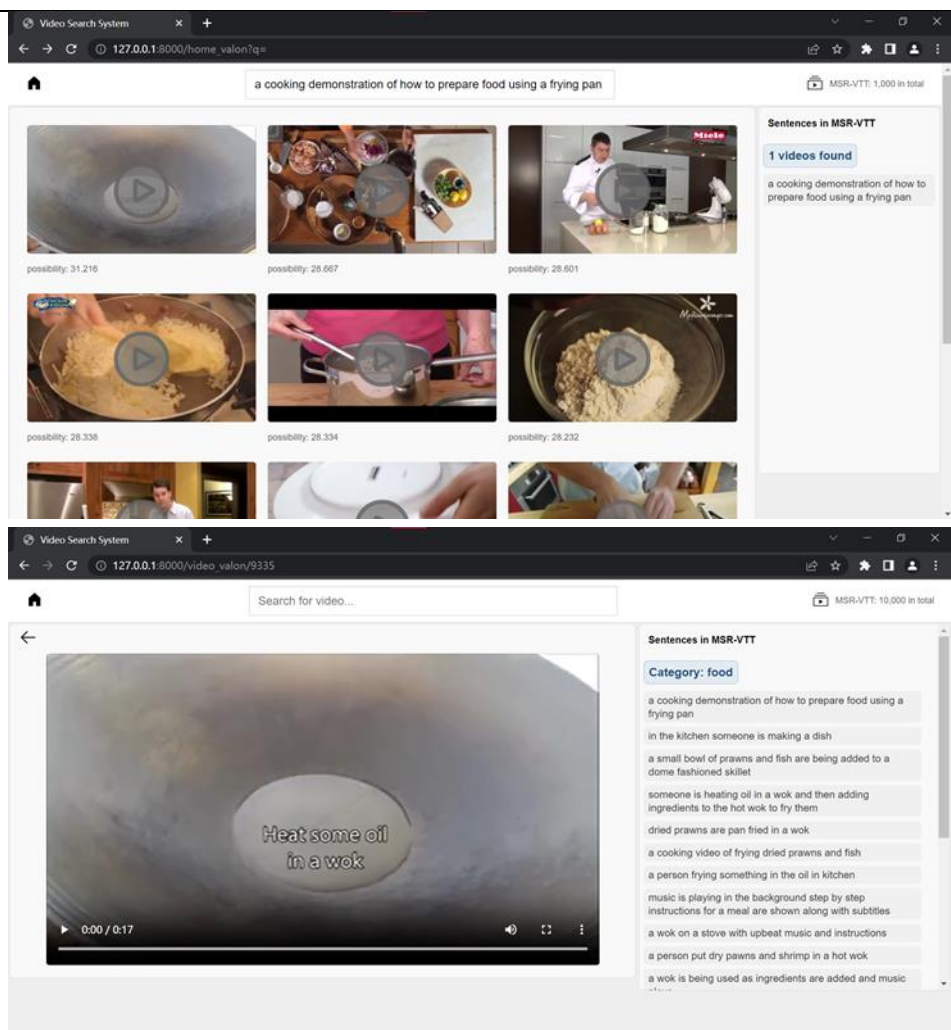 Video Search System
127.0.0.1:8000/home_valon?q=
a cooking demonstration of how to prepare food using a frying pan
MSR-VTT: 1,000 in total
Miele
possibility: 31.216
possibility: 28.667
possibility: 28.601
possibility: 28.338
possibility: 28.334
possibility: 28.232
Sentences in MSR-VTT
1 videos found
a cooking demonstration of how to
prepare food using a frying pan
Video Search System
127.0.0.1:8000/video_valon/9335
Search for video...
MSR-VTT: 10,000 in total
Heat some oil
in a wok
0:00 / 0:17
Sentences in MSR-VTT
Category: food
a cooking demonstration of how to prepare food using a
frying pan
in the kitchen someone is making a dish
a small bowl of prawns and fish are being added to a
dome fashioned skillet
someone is heating oil in a wok and then adding
ingredients to the hot wok to fry them
dried prawns are pan fried in a wok
a cooking video of frying dried prawns and fish
a person frying something in the oil in kitchen
music is playing in the background step by step
instructions for a meal are shown along with subtitles
a wok on a stove with upbeat music and instructions
a person put dry pawns and shrimp in a hot wok
a wok is being used as ingredients are added and music